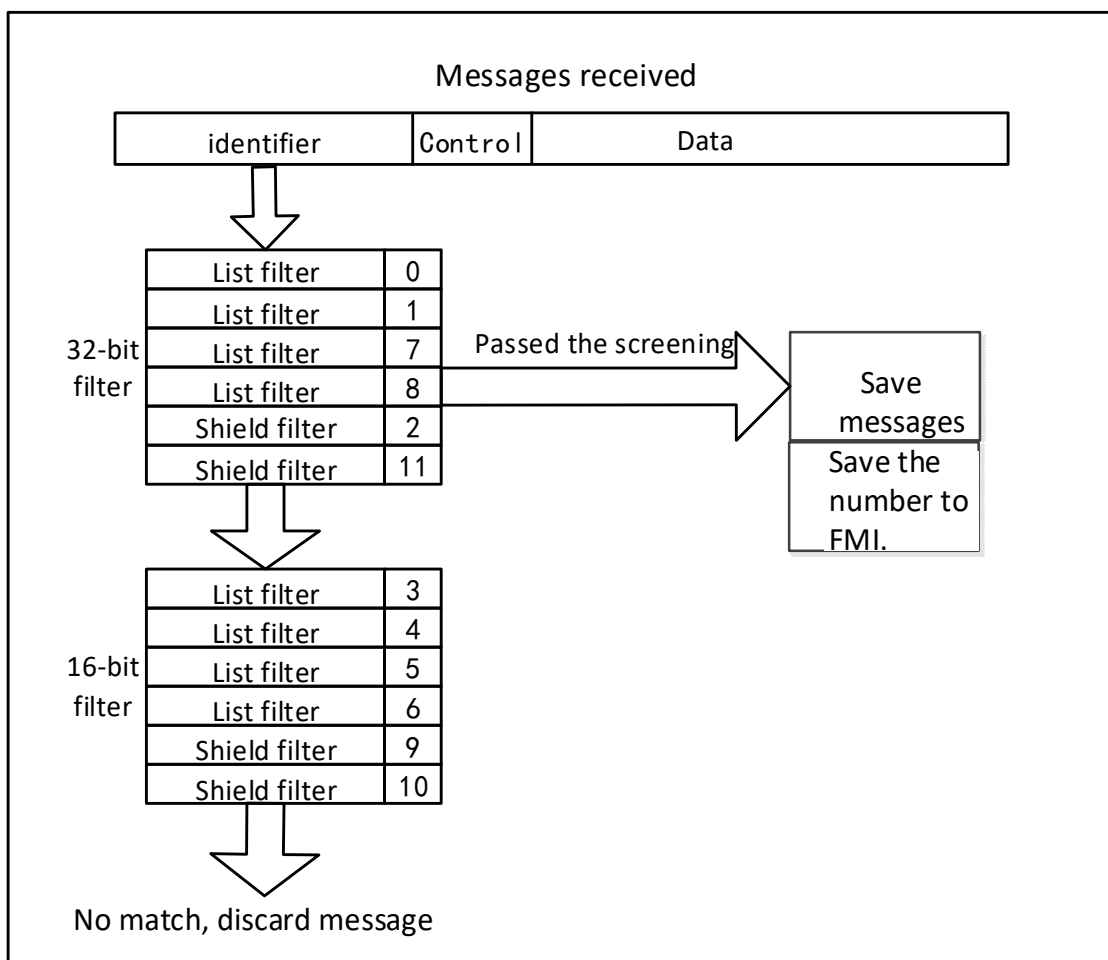 Messages received
identifier Control Data
List filter 0
List filter 1
List filter 7
List filter 8
Shield filter 2
Shield filter 11
32-bit
filter
Passed the screening
Save
messages
Save the
number to
FMI.
List filter 3
List filter 4
List filter 5
List filter 6
Shield filter 9
Shield filter 10
16-bit
filter
No match, discard message